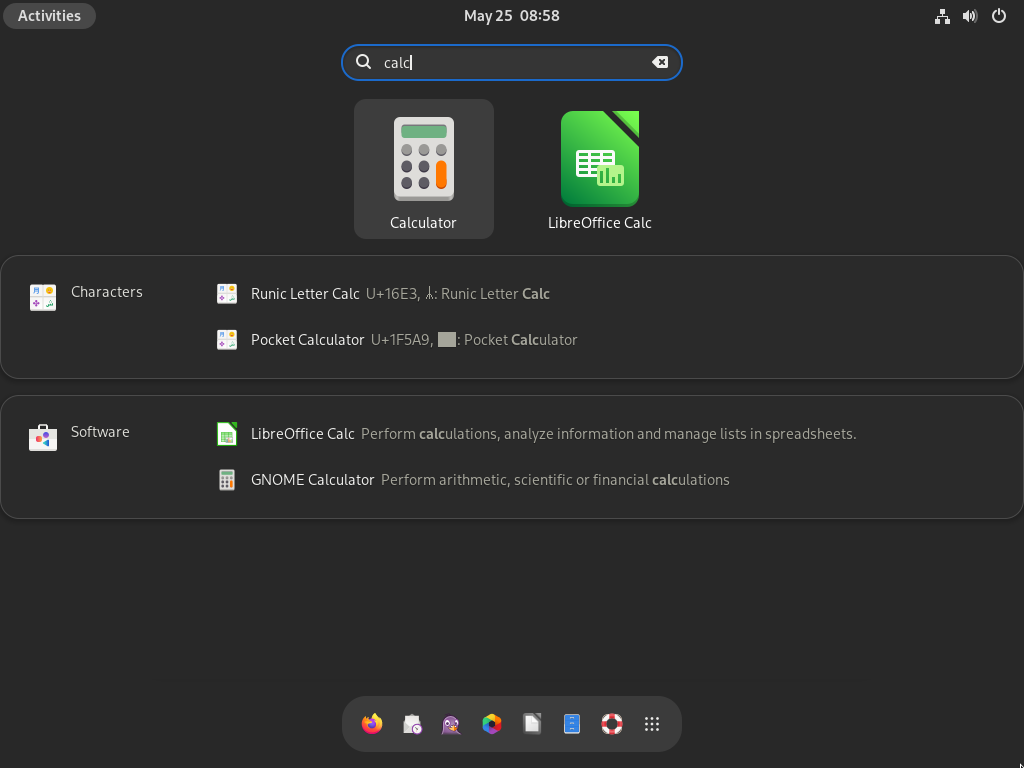 Activities
May 25 08:58
calc
Calculator
LibreOffice Calc
Characters
Runic Letter Calc U+16E3, ᛣ: Runic Letter Calc
Pocket Calculator U+1F5A9, : Pocket Calculator
Software
LibreOffice Calc Perform calculations, analyze information and manage lists in spreadsheets.
GNOME Calculator Perform arithmetic, scientific or financial calculations